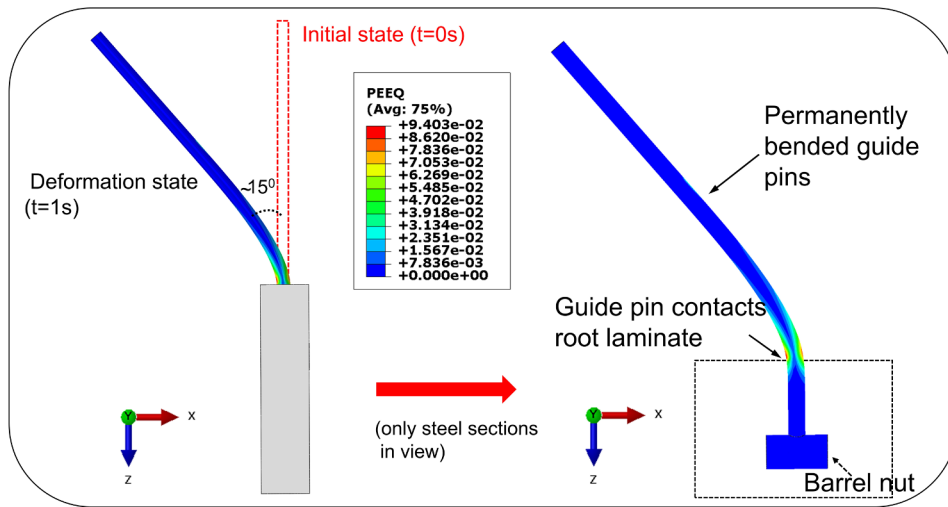 Initial state (t=0s)
PEEQ
(Avg: 75%)
+9.403e-02
+8.620e-02
+7.836e-02
+7.053e-02
+6.269e-02
+5.485e-02
+4.702e-02
+3.918e-02
+3.134e-02
+2.351e-02
+1.567e-02
+7.836e-03
+0.000e+00
Deformation state
(t=1s)
~15⁰
Permanently
bended guide
pins
Guide pin contacts
root laminate
(only steel sections
in view)
Y
x
z
Y
x
z
Barrel nut